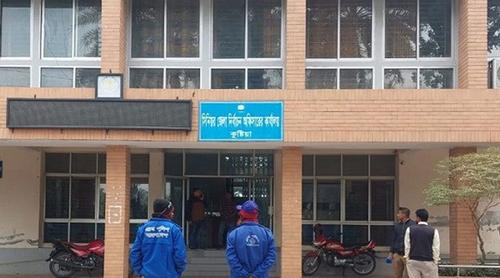 সিনিয়র জেলা নির্বাচন অফিসারের কার্যালয়
কুষ্টিয়া
গ্রাম পুলিশ